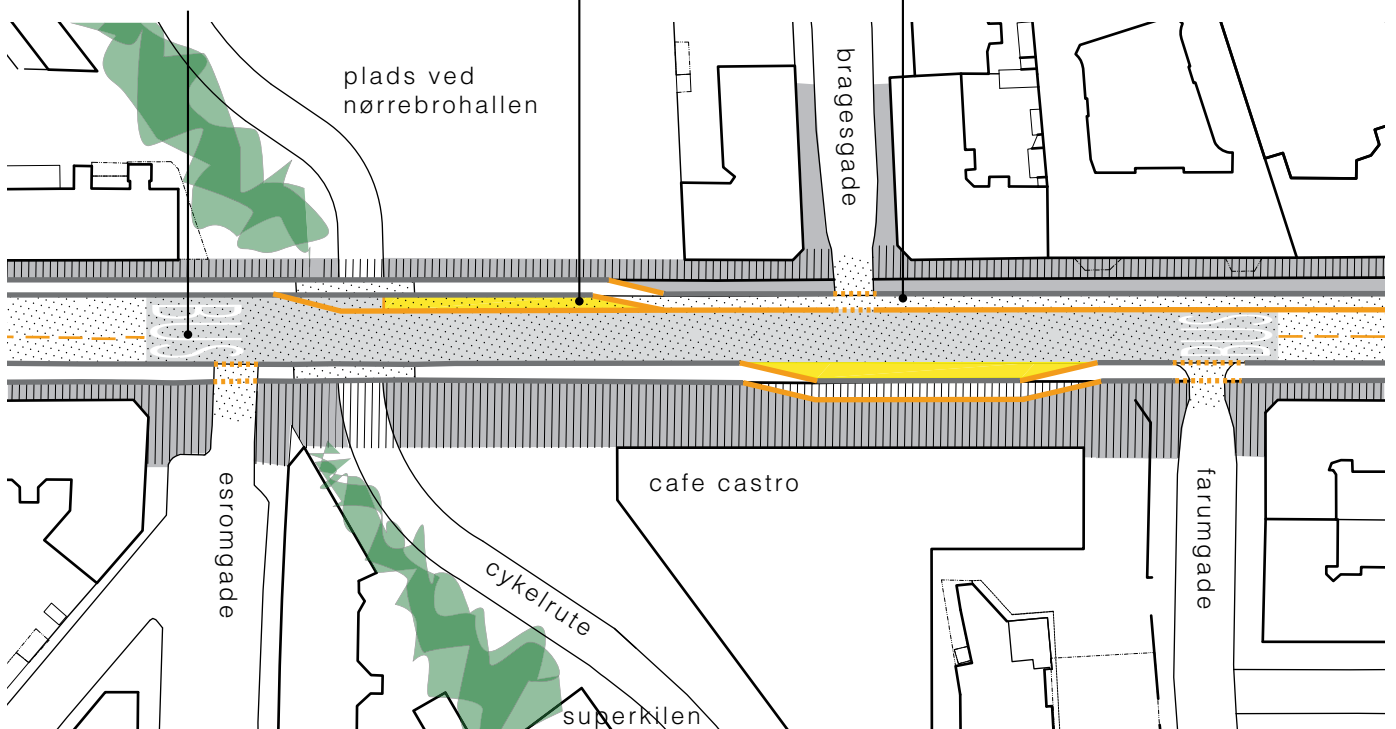 plads ved
nørrebrohallen
bragesgade
BUS
BUS
esromgade
cafe castro
farumgade
cykelrute
superkilen